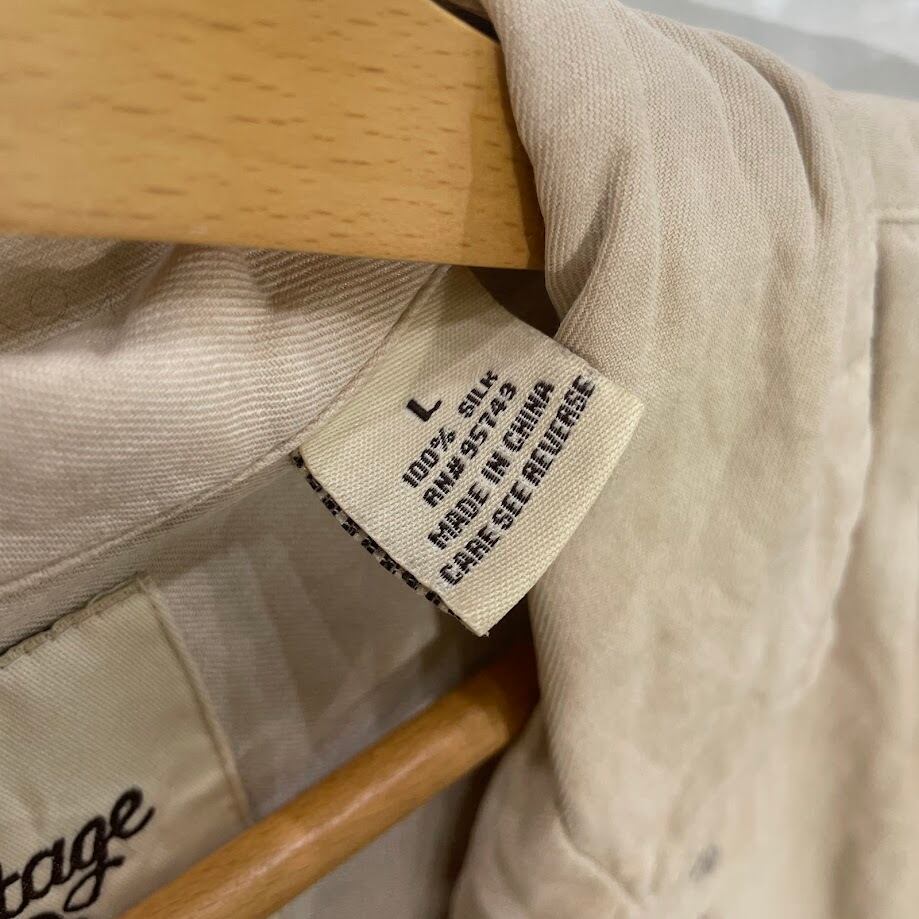 L
100% SILK
RN# 95743
MADE IN CHINA
CARE SEE REVERSE
tage